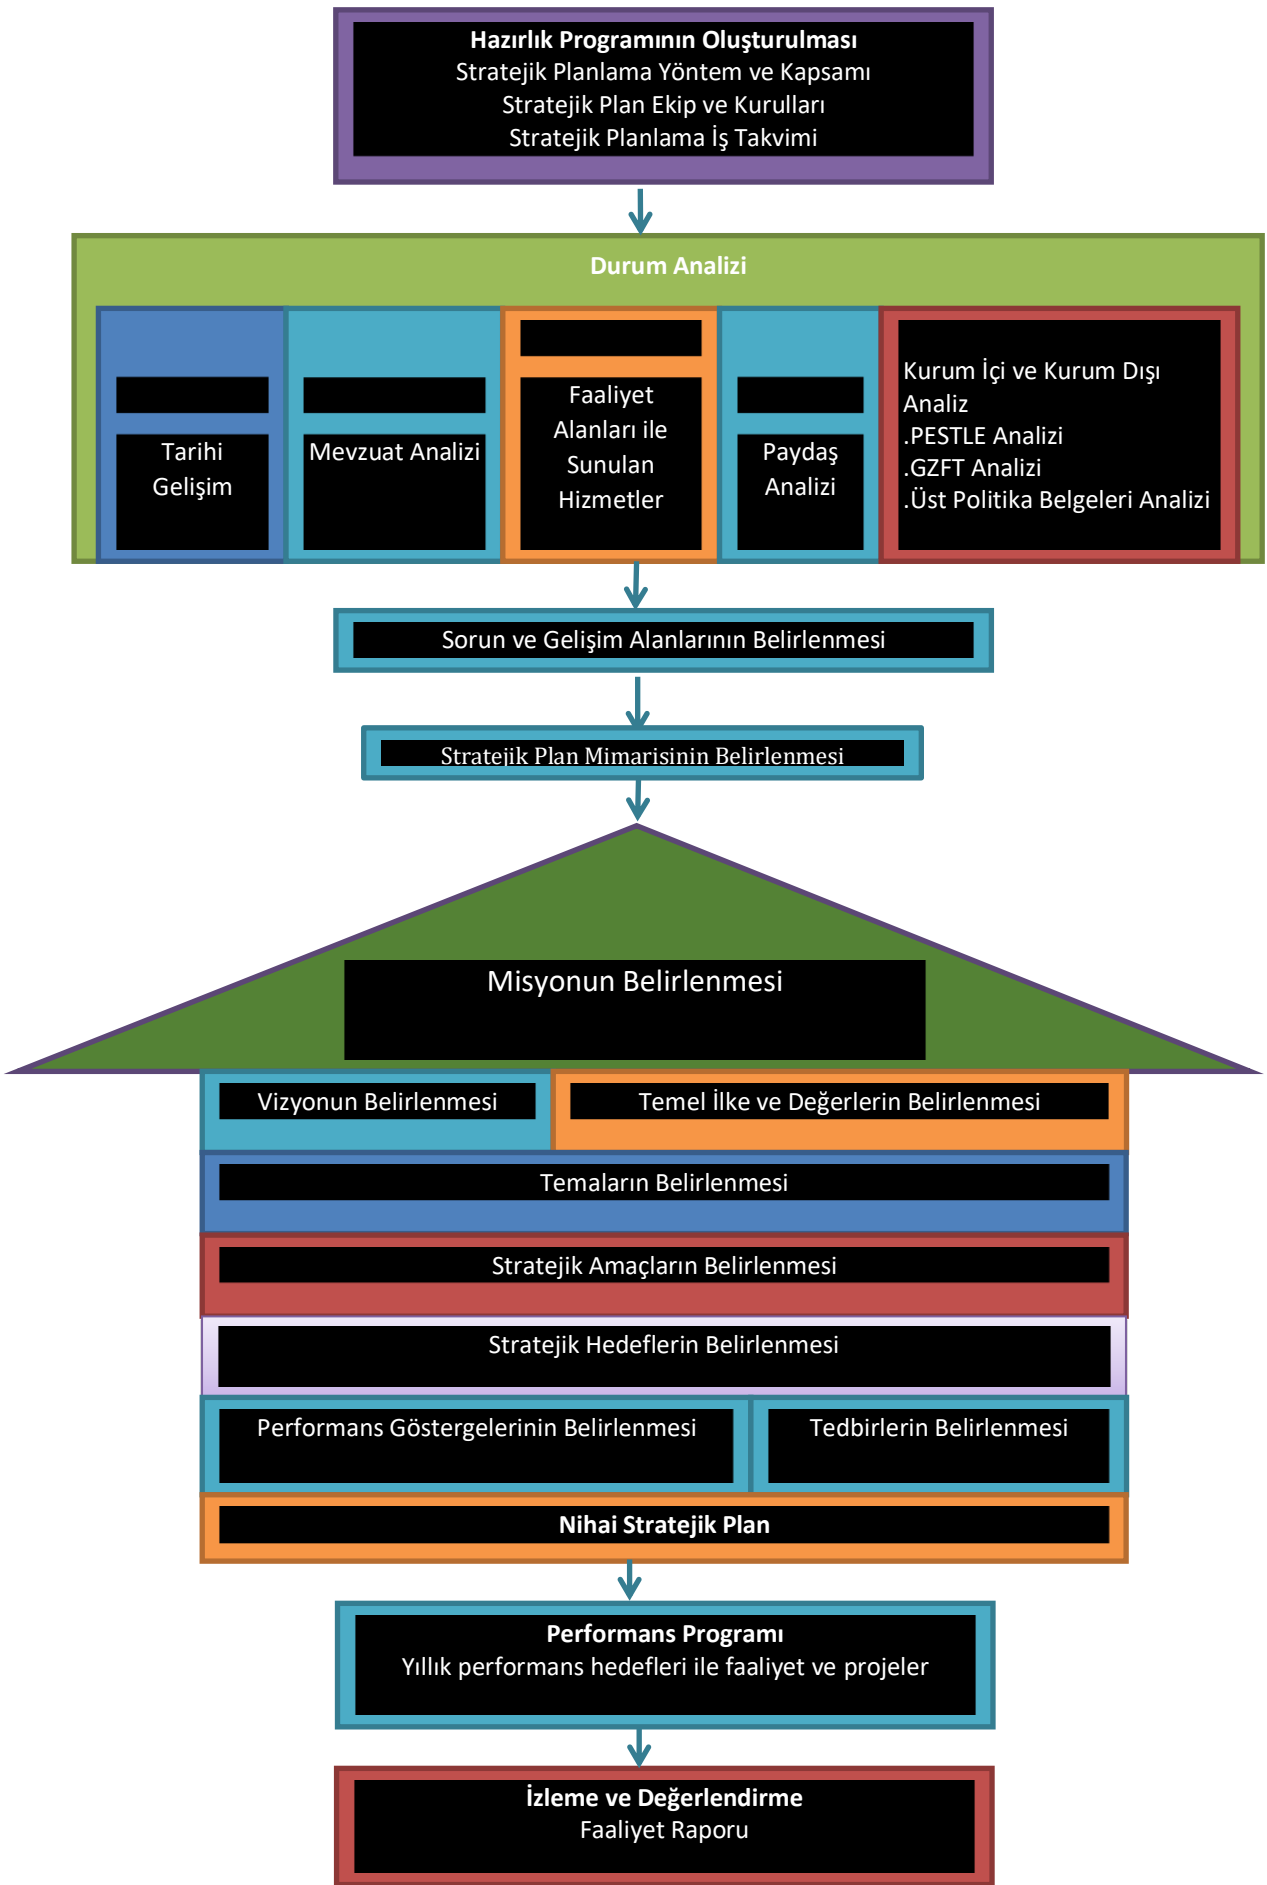 Hazırlık Programının Oluşturulması
Stratejik Planlama Yöntem ve Kapsamı
Stratejik Plan Ekip ve Kurulları
Stratejik Planlama İş Takvimi
Durum Analizi
Tarihi
Gelişim
Mevzuat Analizi
Faaliyet
Alanları ile
Sunulan
Hizmetler
Paydaş
Analizi
Kurum İçi ve Kurum Dışı
Analiz
.PESTLE Analizi
.GZFT Analizi
.Üst Politika Belgeleri Analizi
Sorun ve Gelişim Alanlarının Belirlenmesi
Stratejik Plan Mimarisinin Belirlenmesi
Misyonun Belirlenmesi
Vizyonun Belirlenmesi
Temel İlke ve Değerlerin Belirlenmesi
Temaların Belirlenmesi
Stratejik Amaçların Belirlenmesi
Stratejik Hedeflerin Belirlenmesi
Performans Göstergelerinin Belirlenmesi
Tedbirlerin Belirlenmesi
Nihai Stratejik Plan
Performans Programı
Yıllık performans hedefleri ile faaliyet ve projeler
İzleme ve Değerlendirme
Faaliyet Raporu